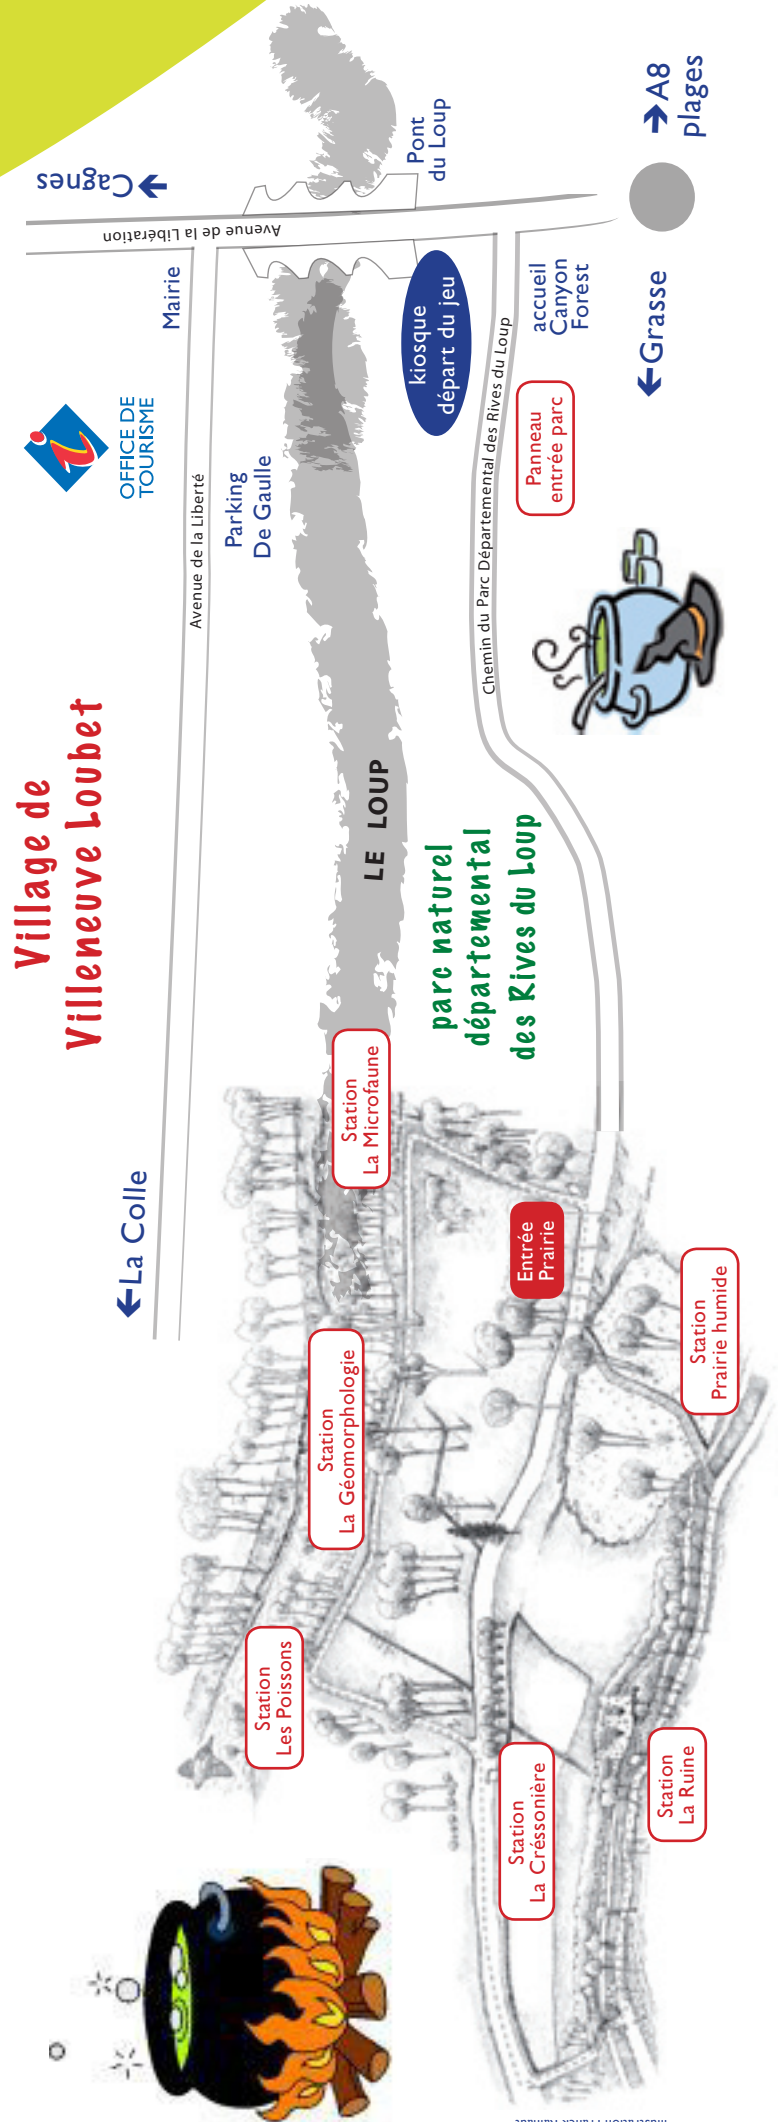 Village de
Villeneuve Loubet
OFFICE DE
TOURISME
Mairie
Cagnes
Avenue de la Libération
Avenue de la Liberté
La Colle
Parking
De Gaulle
Pont
du Loup
kiosque
départ du jeu
A8
plages
Grasse
accueil
Canyon
Forest
Chemin du Parc Départemental des Rives du Loup
Panneau
entrée parc
LE LOUP
parc naturel
départemental
des Rives du Loup
Station
La Microfaune
Entrée
Prairie
Station
Prairie humide
Station
La Géomorphologie
Station
Les Poissons
Station
La Créssonière
Station
La Ruine